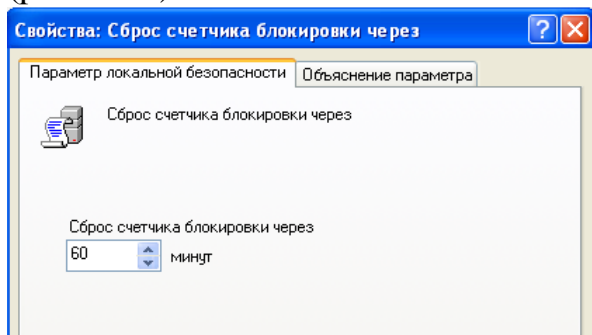 Свойства: Сброс счетчика блокировки через
Параметр локальной безопасности Объяснение параметра
Сброс счетчика блокировки через
Сброс счетчика блокировки через
60 минут